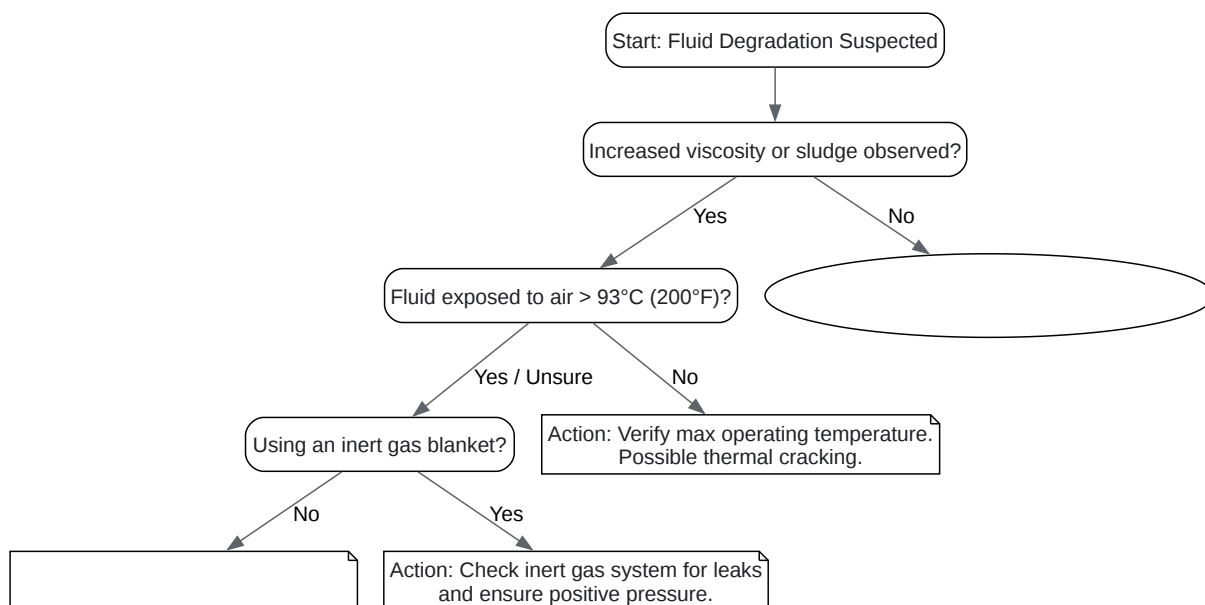 Start: Fluid Degradation Suspected
Increased viscosity or sludge observed?
Yes
No
Fluid exposed to air > 93°C (200°F)?
Yes / Unsure
No
Using an inert gas blanket?
Action: Verify max operating temperature.
Possible thermal cracking.
No
Yes
Action: Check inert gas system for leaks
and ensure positive pressure.